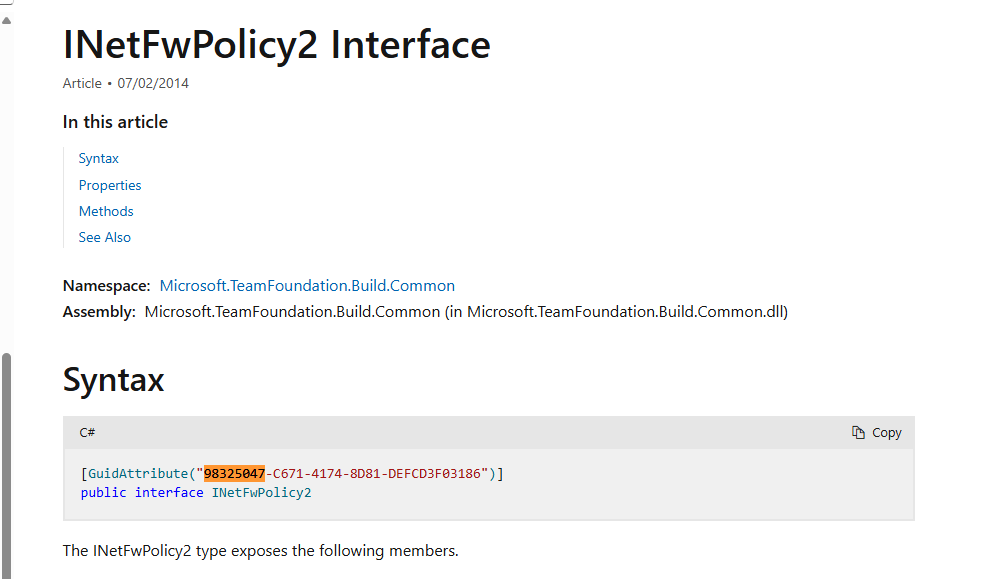 INetFwPolicy2 Interface
Article • 07/02/2014
In this article
Syntax
Properties
Methods
See Also
Namespace: Microsoft.TeamFoundation.Build.Common
Assembly: Microsoft.TeamFoundation.Build.Common (in Microsoft.TeamFoundation.Build.Common.dll)
Syntax
C# Copy
[GuidAttribute("98325047-C671-4174-8D81-DEFCD3F03186")]
public interface INetFwPolicy2
The INetFwPolicy2 type exposes the following members.